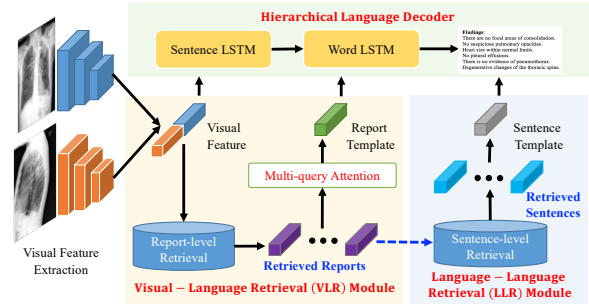 Hierarchical Language Decoder
Sentence LSTM
Word LSTM
Findings:
There are no focal areas of consolidation.
No suspicious pulmonary opacities.
Heart size within normal limits.
No pleural effusions.
There is no evidence of pneumothorax.
Degenerative changes of the thoracic spine.
Visual
Feature
Report
Template
Sentence
Template
Multi-query Attention
Retrieved
Sentences
Report-level
Retrieval
Retrieved Reports
Sentence-level
Retrieval
Visual Feature
Extraction
Visual – Language Retrieval (VLR) Module
Language – Language
Retrieval (LLR) Module